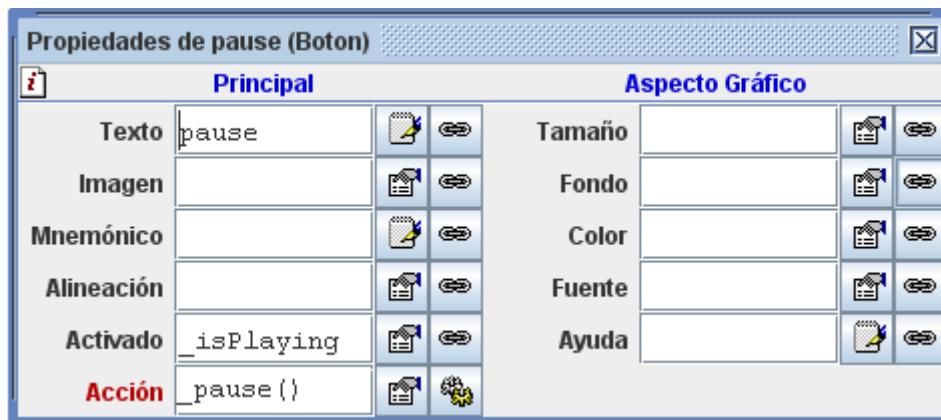 Propiedades de pause (Boton)
Principal
Aspecto Gráfico
Texto pause
Tamaño
Imagen
Fondo
Mnemónico
Color
Alineación
Fuente
Activado _isPlaying
Ayuda
Acción _pause()